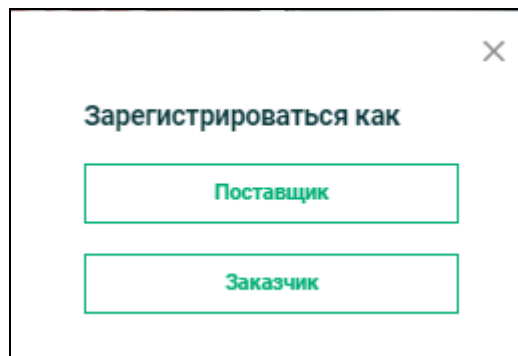 Зарегистрироваться как
Поставщик
Заказчик